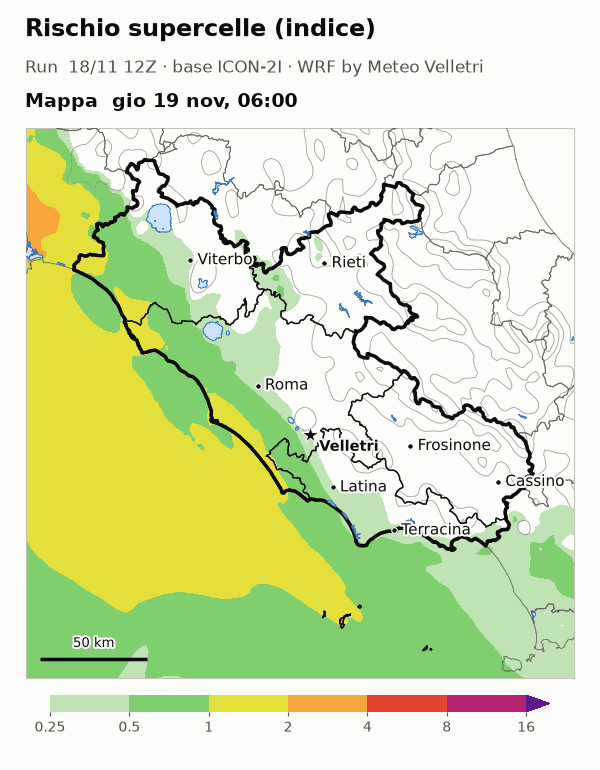 Rischio supercelle (indice)
Run 18/11 12Z · base ICON-2I · WRF by Meteo Velletri
Mappa gio 19 nov, 06:00
Viterbo
Rieti
Roma
Velletri
Frosinone
Cassino
Latina
Terracina
50 km
0.25 0.5 1 2 4 8 16